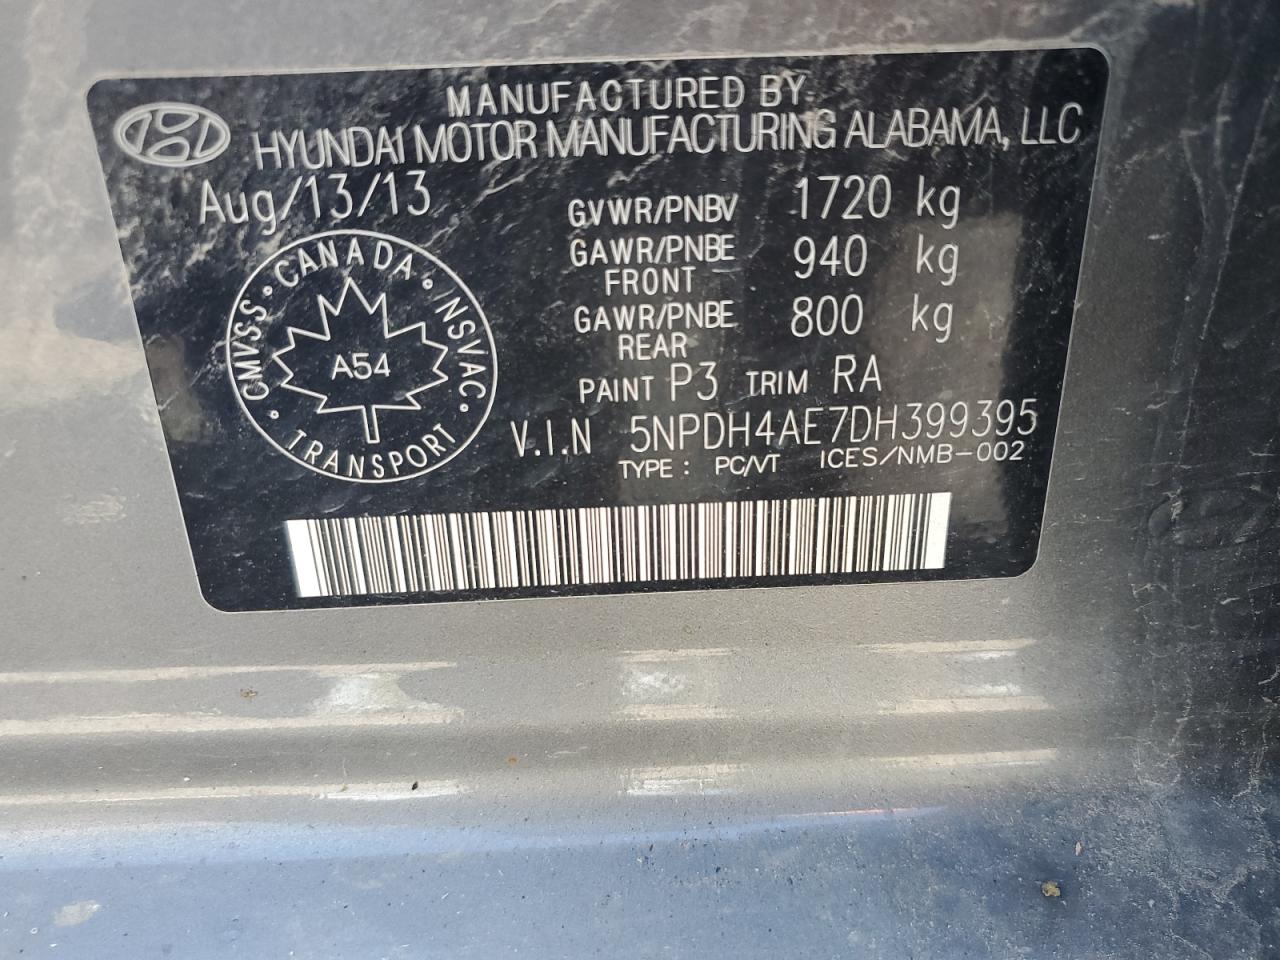 MANUFACTURED BY
HYUNDAI MOTOR MANUFACTURING ALABAMA, LLC
Aug/13/13
GVWR/PNBV 1720 kg
GAWR/PNBE FRONT 940 kg
GAWR/PNBE REAR 800 kg
CMVSS · CANADA · NSVAC · TRANSPORT ·
A54
PAINT P3 TRIM RA
V.I.N 5NPDH4AE7DH399395
TYPE : PC/VT ICES/NMB-002